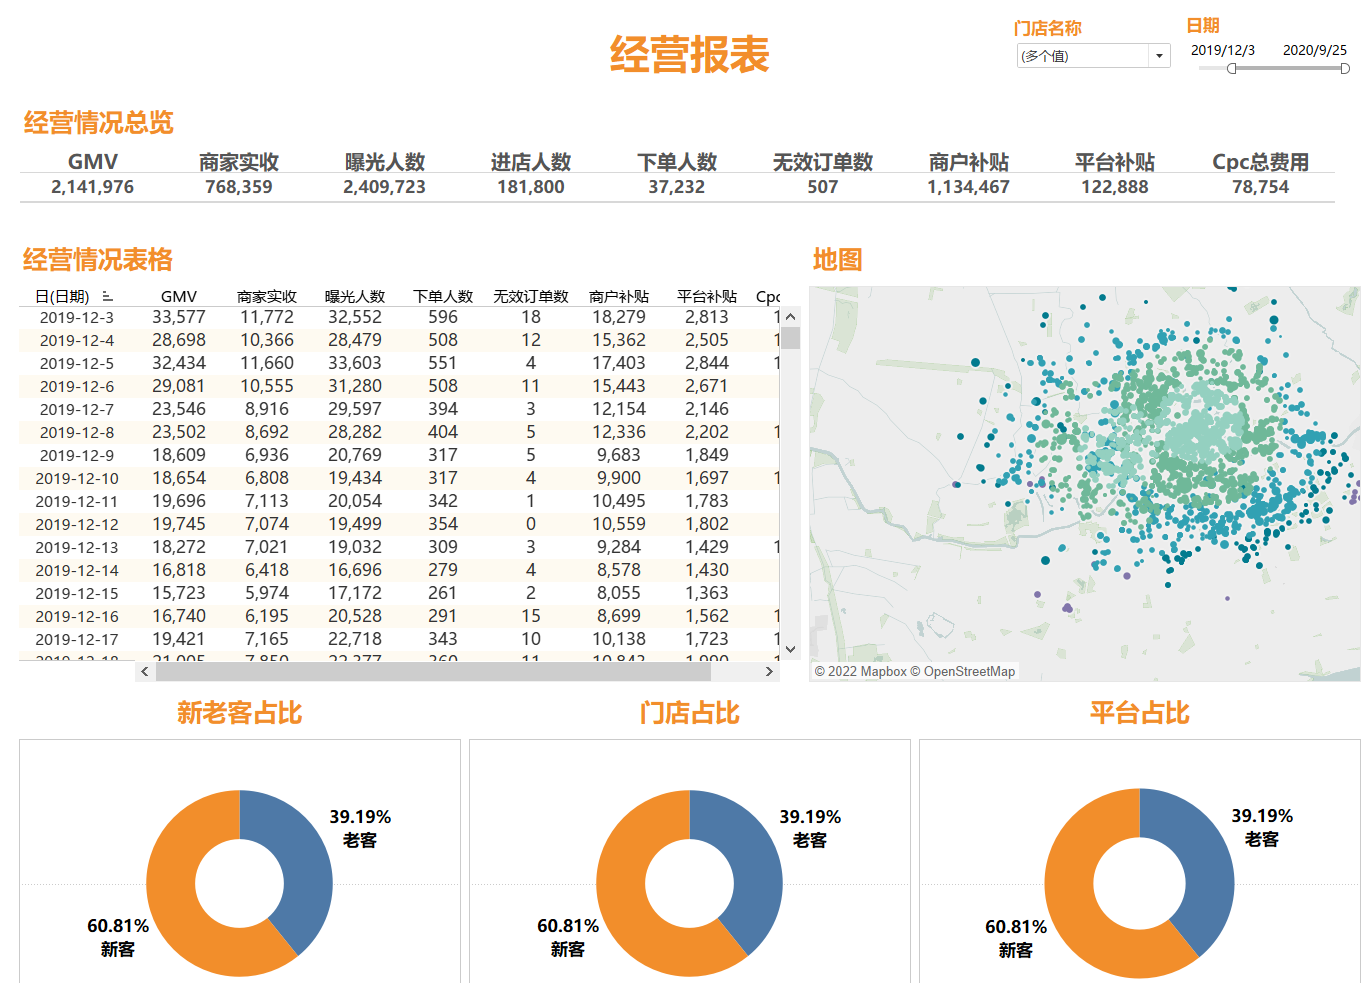 经营报表
门店名称
(多个值)
日期
2019/12/3 2020/9/25
经营情况总览
GMV 商家实收 曝光人数 进店人数 下单人数 无效订单数 商户补贴 平台补贴 Cpc总费用
2,141,976 768,359 2,409,723 181,800 37,232 507 1,134,467 122,888 78,754
经营情况表格
日(日期) GMV 商家实收 曝光人数 下单人数 无效订单数 商户补贴 平台补贴 Cpc
2019-12-3 33,577 11,772 32,552 596 18 18,279 2,813 1
2019-12-4 28,698 10,366 28,479 508 12 15,362 2,505 1
2019-12-5 32,434 11,660 33,603 551 4 17,403 2,844 1
2019-12-6 29,081 10,555 31,280 508 11 15,443 2,671
2019-12-7 23,546 8,916 29,597 394 3 12,154 2,146
2019-12-8 23,502 8,692 28,282 404 5 12,336 2,202 1
2019-12-9 18,609 6,936 20,769 317 5 9,683 1,849
2019-12-10 18,654 6,808 19,434 317 4 9,900 1,697 1
2019-12-11 19,696 7,113 20,054 342 1 10,495 1,783
2019-12-12 19,745 7,074 19,499 354 0 10,559 1,802
2019-12-13 18,272 7,021 19,032 309 3 9,284 1,429 1
2019-12-14 16,818 6,418 16,696 279 4 8,578 1,430
2019-12-15 15,723 5,974 17,172 261 2 8,055 1,363
2019-12-16 16,740 6,195 20,528 291 15 8,699 1,562 1
2019-12-17 19,421 7,165 22,718 343 10 10,138 1,723 1
地图
© 2022 Mapbox © OpenStreetMap
新老客占比
39.19%
老客
60.81%
新客
门店占比
39.19%
老客
60.81%
新客
平台占比
39.19%
老客
60.81%
新客